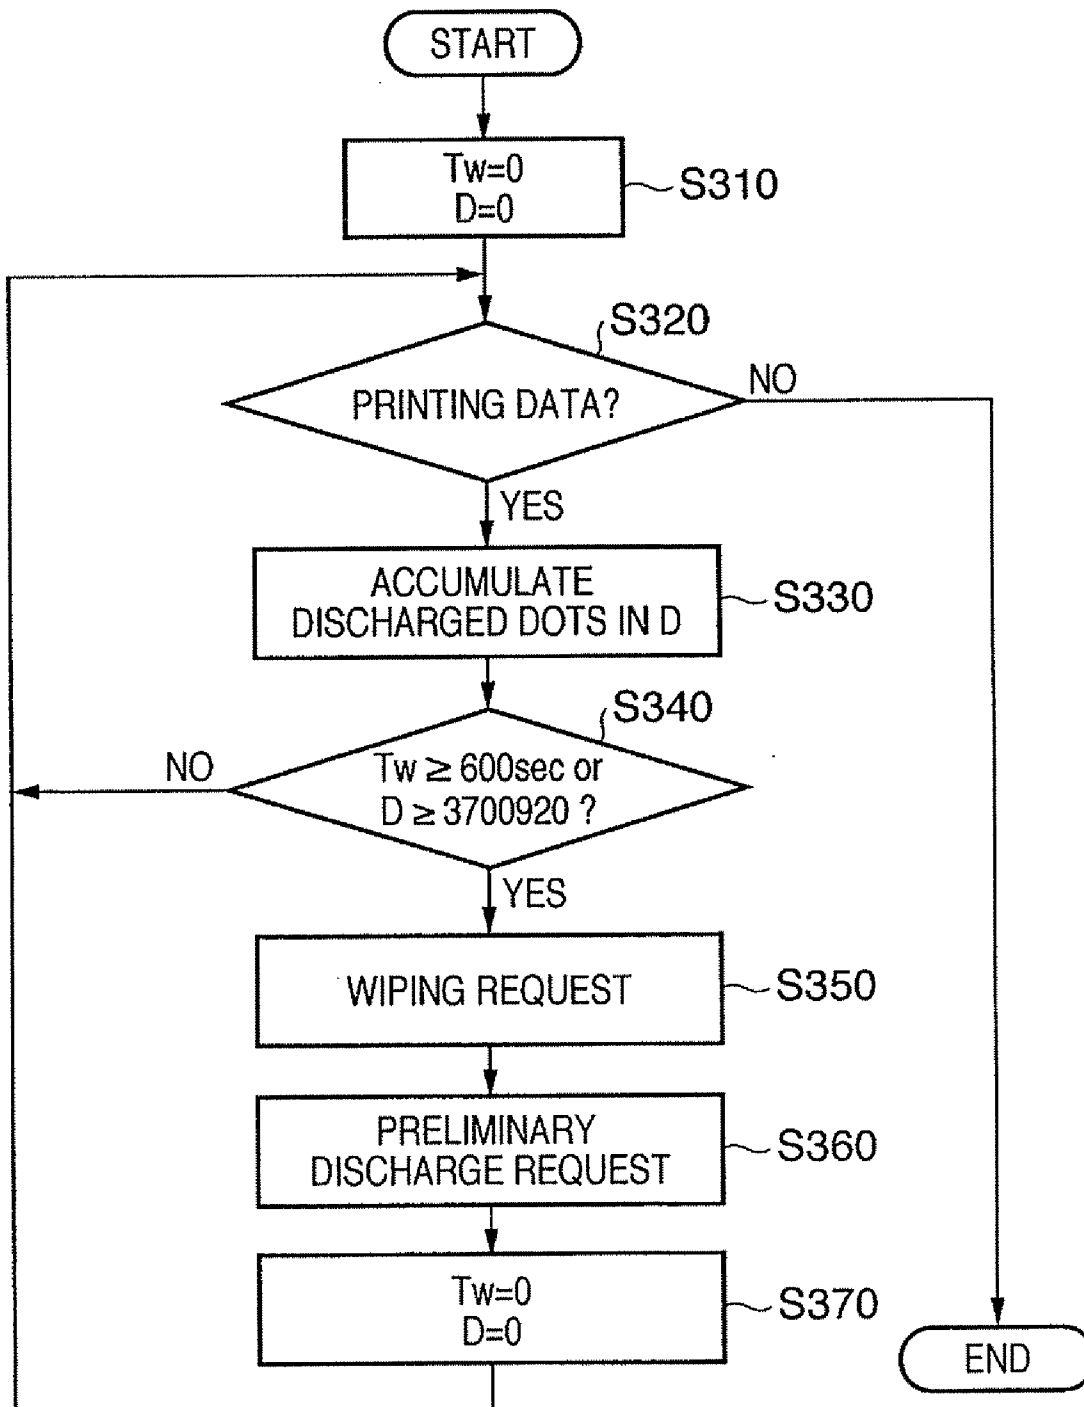 START
Tw=0
D=0
S310
S320
PRINTING DATA?
NO
YES
ACCUMULATE
DISCHARGED DOTS IN D
S330
S340
Tw ≥ 600sec or
D ≥ 3700920 ?
NO
YES
WIPING REQUEST
S350
PRELIMINARY
DISCHARGE REQUEST
S360
Tw=0
D=0
S370
END